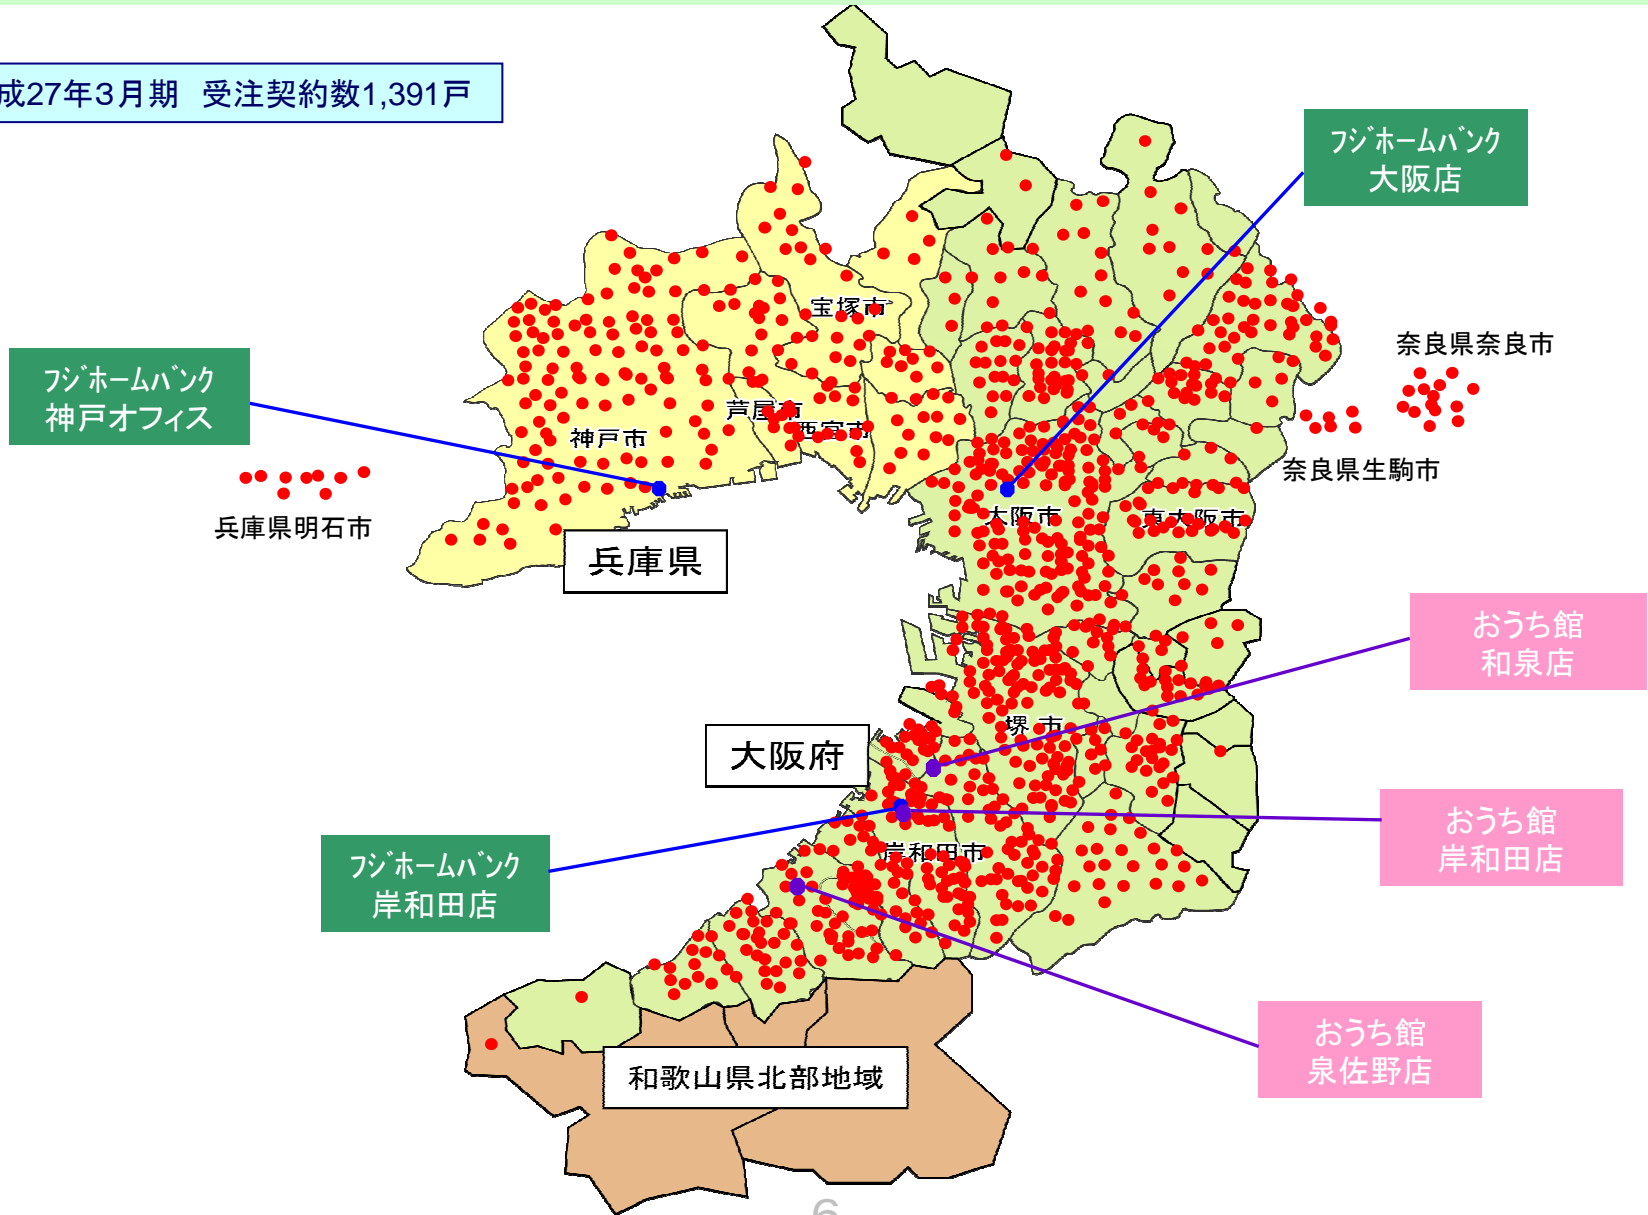 成27年３月期 受注契約数1,391戸
ﾌｼﾞﾎｰﾑﾊﾞﾝｸ
大阪店
宝塚市
奈良県奈良市
ﾌｼﾞﾎｰﾑﾊﾞﾝｸ
神戸オフィス
芦屋市
西宮市
神戸市
奈良県生駒市
兵庫県明石市
大阪市
東大阪市
兵庫県
おうち館
和泉店
堺 市
大阪府
おうち館
岸和田店
岸和田市
ﾌｼﾞﾎｰﾑﾊﾞﾝｸ
岸和田店
おうち館
泉佐野店
和歌山県北部地域
6